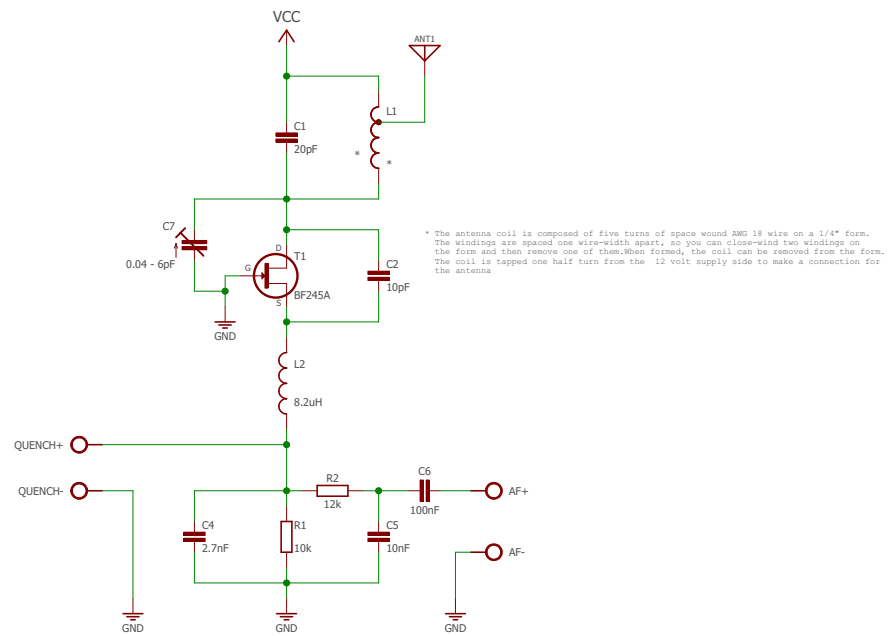 VCC
ANT1
L1
C1
20pF
*
*
C7
0.04 - 6pF
* The antenna coil is composed of five turns of space wound AWG 18 wire on a 1/4" form.
The windings are spaced one wire-width apart, so you can close-wind two windings on
the form and then remove one of them.When formed, the coil can be removed from the form.
The coil is tapped one half turn from the 12 volt supply side to make a connection for
the antenna
D
T1
G
C2
10pF
BF245A
S
GND
L2
8.2uH
QUENCH+
QUENCH-
R2
12k
C6
100nF
AF+
C4
2.7nF
R1
10k
C5
10nF
AF-
GND
GND
GND